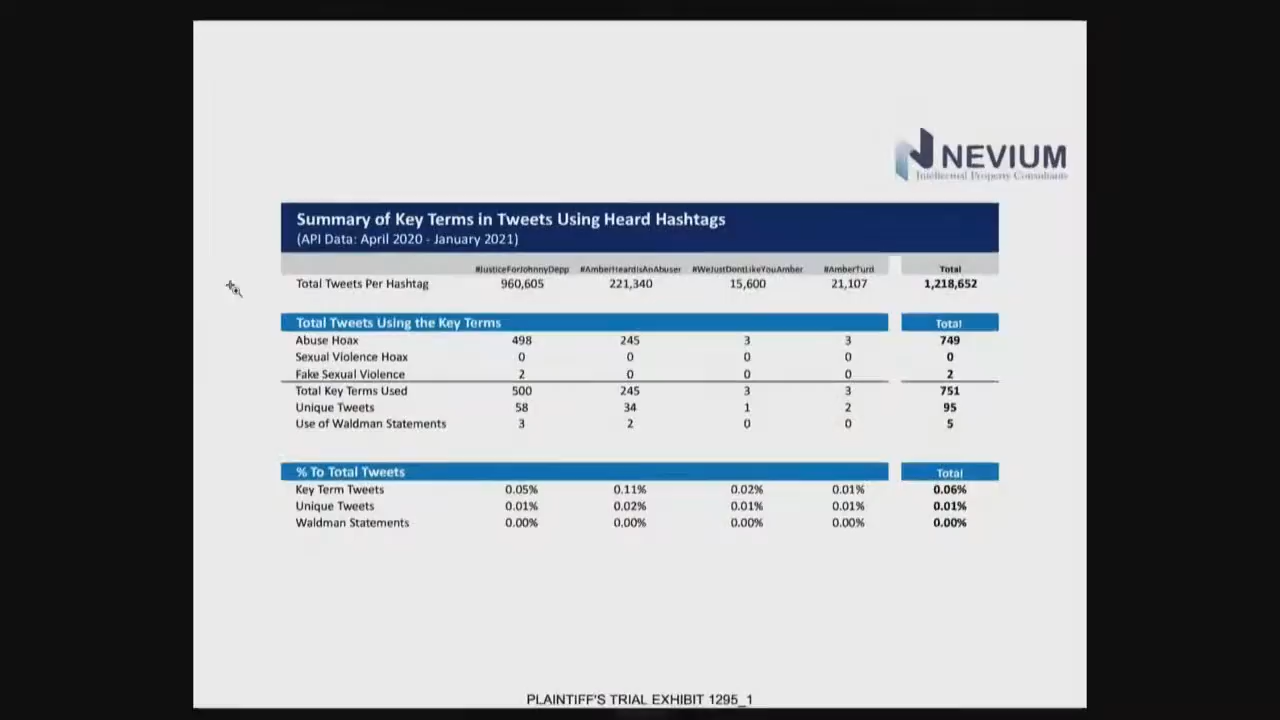 NEVIUM
Intellectual Property Consultants
Summary of Key Terms in Tweets Using Heard Hashtags
(API Data: April 2020 - January 2021)
#JusticeForJohnnyDepp #AmberHeardIsAnAbuser #WeJustDontLikeYouAmber #AmberTurd Total
Total Tweets Per Hashtag 960,605 221,340 15,600 21,107 1,218,652
Total Tweets Using the Key Terms Total
Abuse Hoax 498 245 3 3 749
Sexual Violence Hoax 0 0 0 0 0
Fake Sexual Violence 2 0 0 0 2
Total Key Terms Used 500 245 3 3 751
Unique Tweets 58 34 1 2 95
Use of Waldman Statements 3 2 0 0 5
% To Total Tweets Total
Key Term Tweets 0.05% 0.11% 0.02% 0.01% 0.06%
Unique Tweets 0.01% 0.02% 0.01% 0.01% 0.01%
Waldman Statements 0.00% 0.00% 0.00% 0.00% 0.00%
PLAINTIFF'S TRIAL EXHIBIT 1295_1